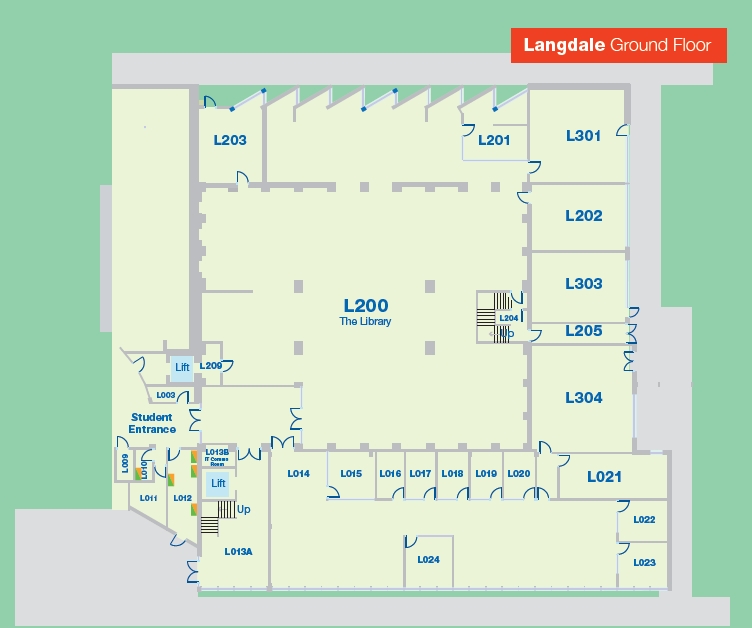 Langdale Ground Floor
L203
L201
L301
L202
L200
The Library
L303
L204
Up
L205
Lift
L209
L003
L304
Student
Entrance
L009
L010
L013B
IT Comms
Room
L014
L015
L016
L017
L018
L019
L020
L021
Lift
L011
L012
Up
L022
L013A
L024
L023